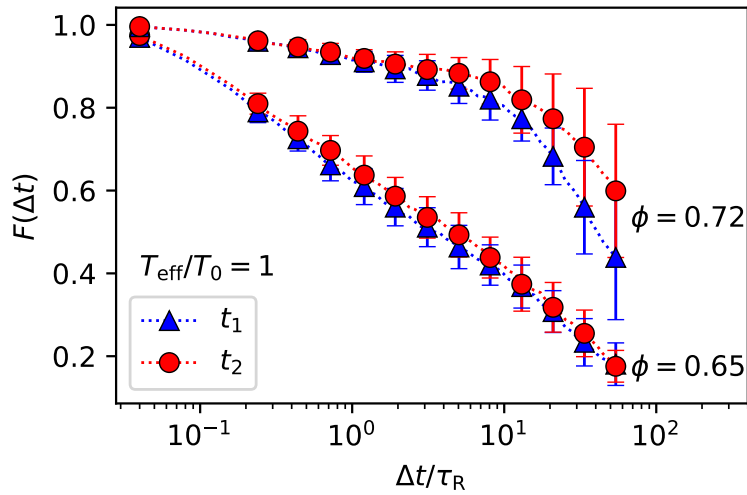 1.0
0.8
0.6
0.4
0.2
F(Δt)
T_eff/T_0 = 1
t_1
t_2
ϕ = 0.72
ϕ = 0.65
10^{-1}
10^0
10^1
10^2
Δt/τ_R